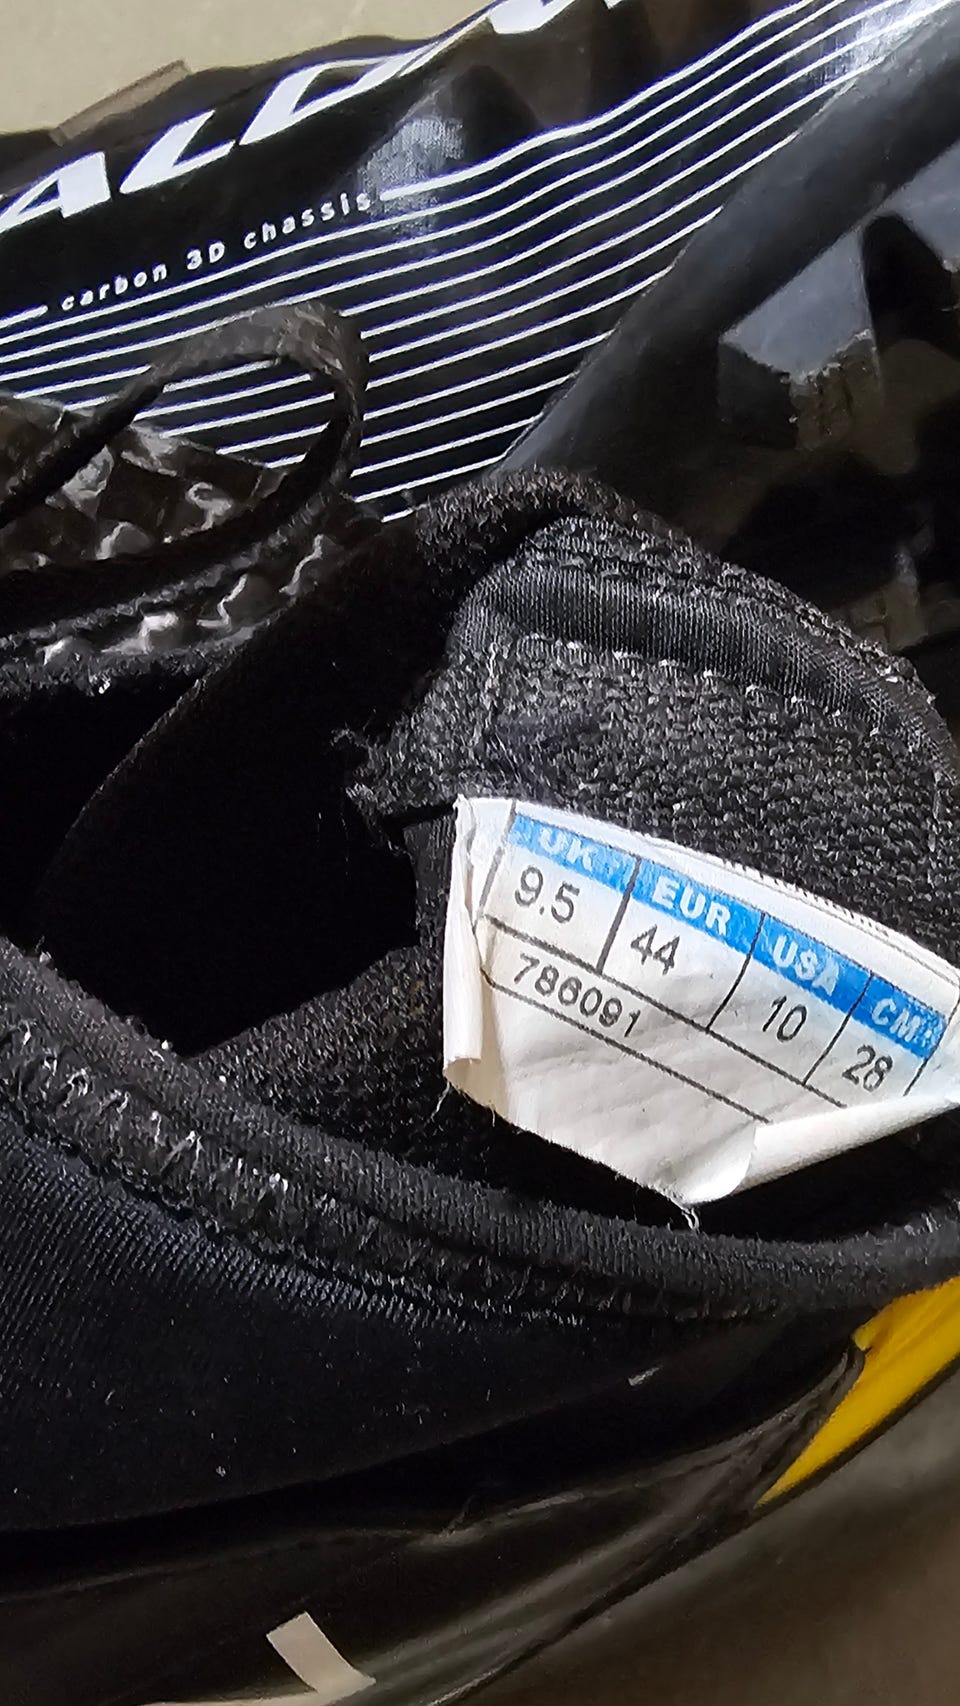 carbon 3D chassis
UK EUR USA CM
9.5 44 10 28
786091